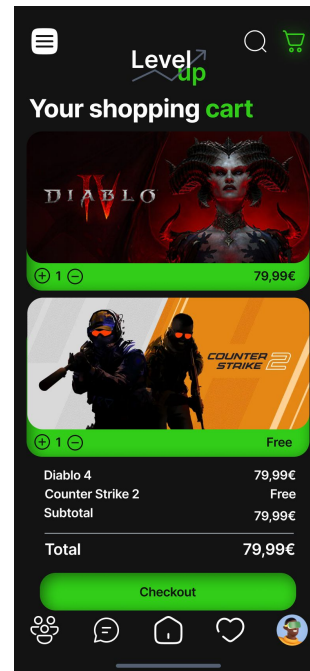 Level
up
Your shopping cart
DIABLO
IV
1
79,99€
COUNTER
STRIKE 2
1
Free
Diablo 4 79,99€
Counter Strike 2 Free
Subtotal 79,99€
Total 79,99€
Checkout